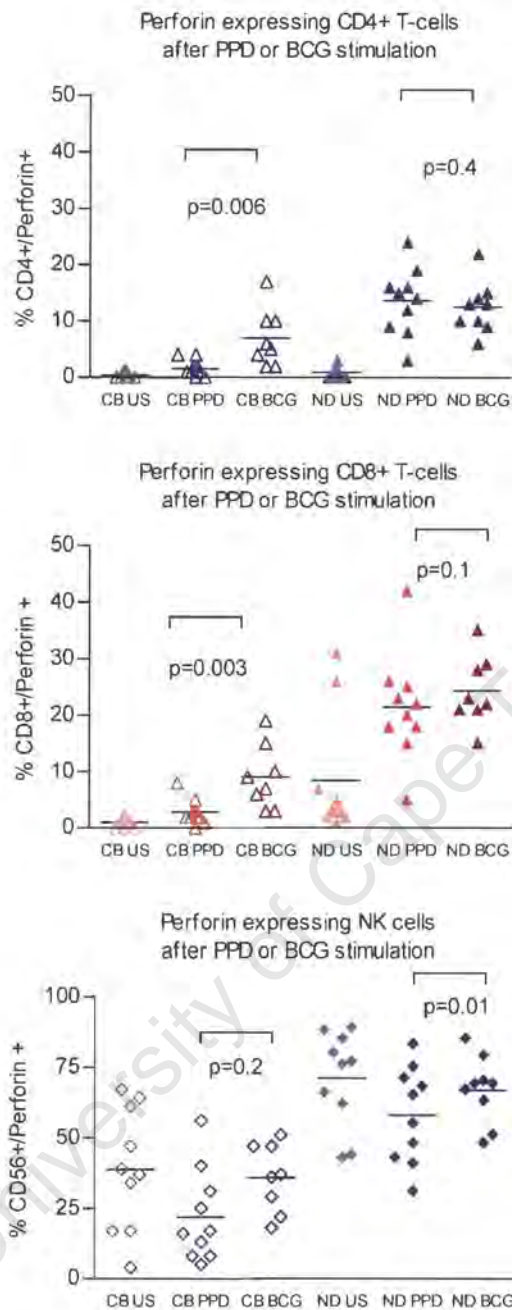 Perforin expressing CD4+ T-cells
after PPD or BCG stimulation
50
40
30
20
10
0
% CD4+/Perforin+
p=0.006
p=0.4
CB US CB PPD CB BCG ND US ND PPD ND BCG
Perforin expressing CD8+ T-cells
after PPD or BCG stimulation
50
40
30
20
10
0
% CD8+/Perforin +
p=0.003
p=0.1
CB US CB PPD CB BCG ND US ND PPD ND BCG
Perforin expressing NK cells
after PPD or BCG stimulation
100
75
50
25
0
% CD56+/Perforin +
p=0.2
p=0.01
CB US CB PPD CB BCG ND US ND PPD ND BCG
University of Cape T